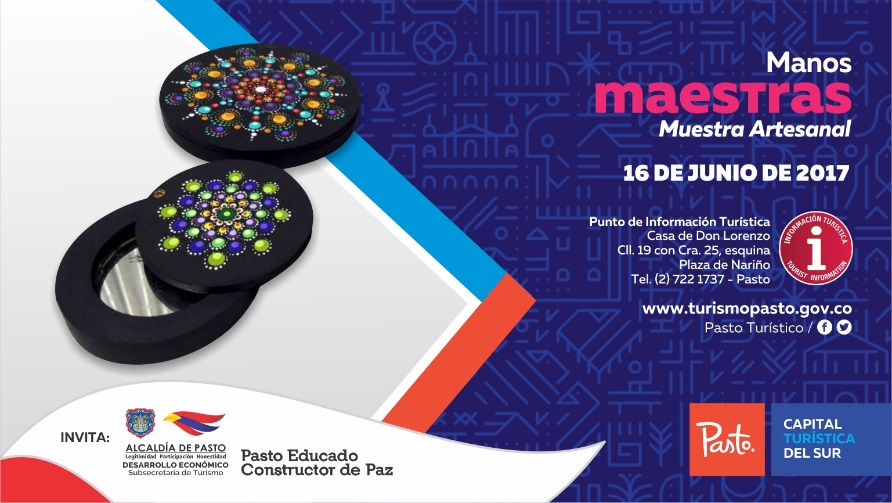 Manos
maestras
Muestra Artesanal
16 DE JUNIO DE 2017
Punto de Información Turística
Casa de Don Lorenzo
Cll. 19 con Cra. 25, esquina
Plaza de Nariño
Tel. (2) 722 1737 - Pasto
INFORMACIÓN TURÍSTICA
i
TOURIST INFORMATION
www.turismopasto.gov.co
Pasto Turístico /
INVITA:
ALCALDÍA DE PASTO
Legitimidad Participación Honestidad
DESARROLLO ECONÓMICO
Subsecretaría de Turismo
Pasto Educado
Constructor de Paz
Pasto.
CAPITAL
TURÍSTICA
DEL SUR